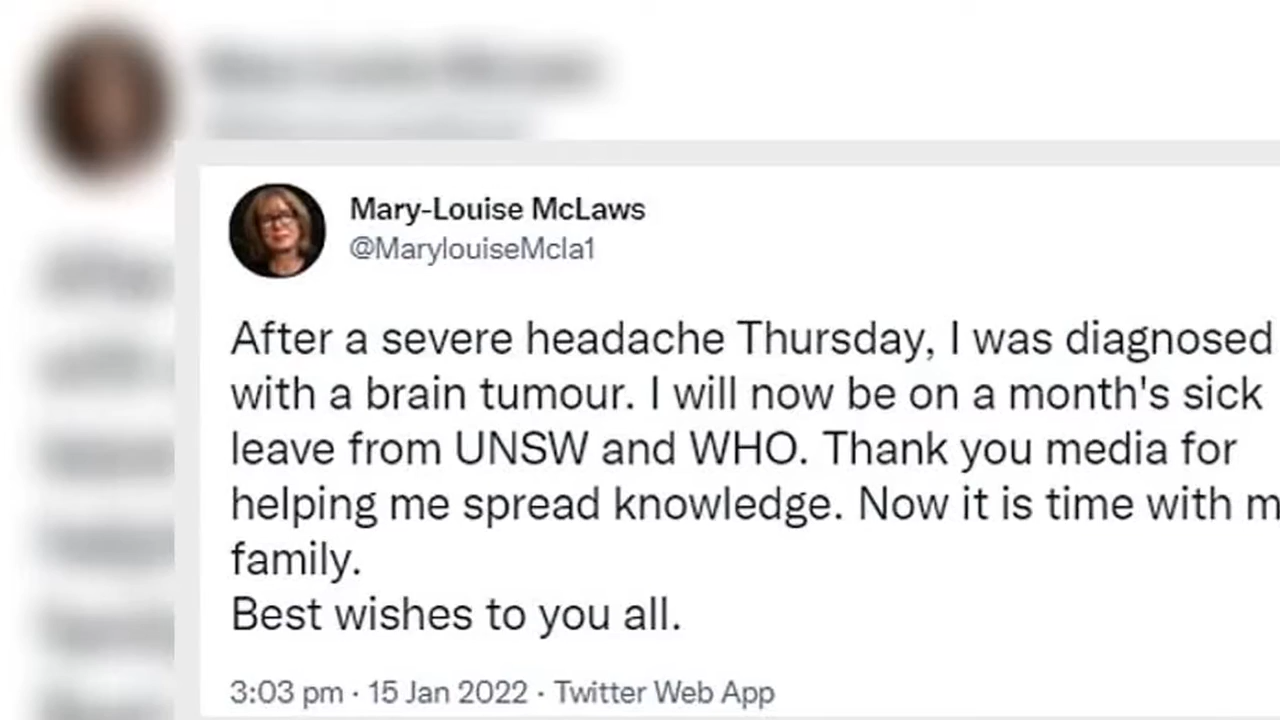 Mary-Louise McLaws
@MarylouiseMcla1
After a severe headache Thursday, I was diagnosed
with a brain tumour. I will now be on a month's sick
leave from UNSW and WHO. Thank you media for
helping me spread knowledge. Now it is time with
family.
Best wishes to you all.
3:03 pm · 15 Jan 2022 · Twitter Web App